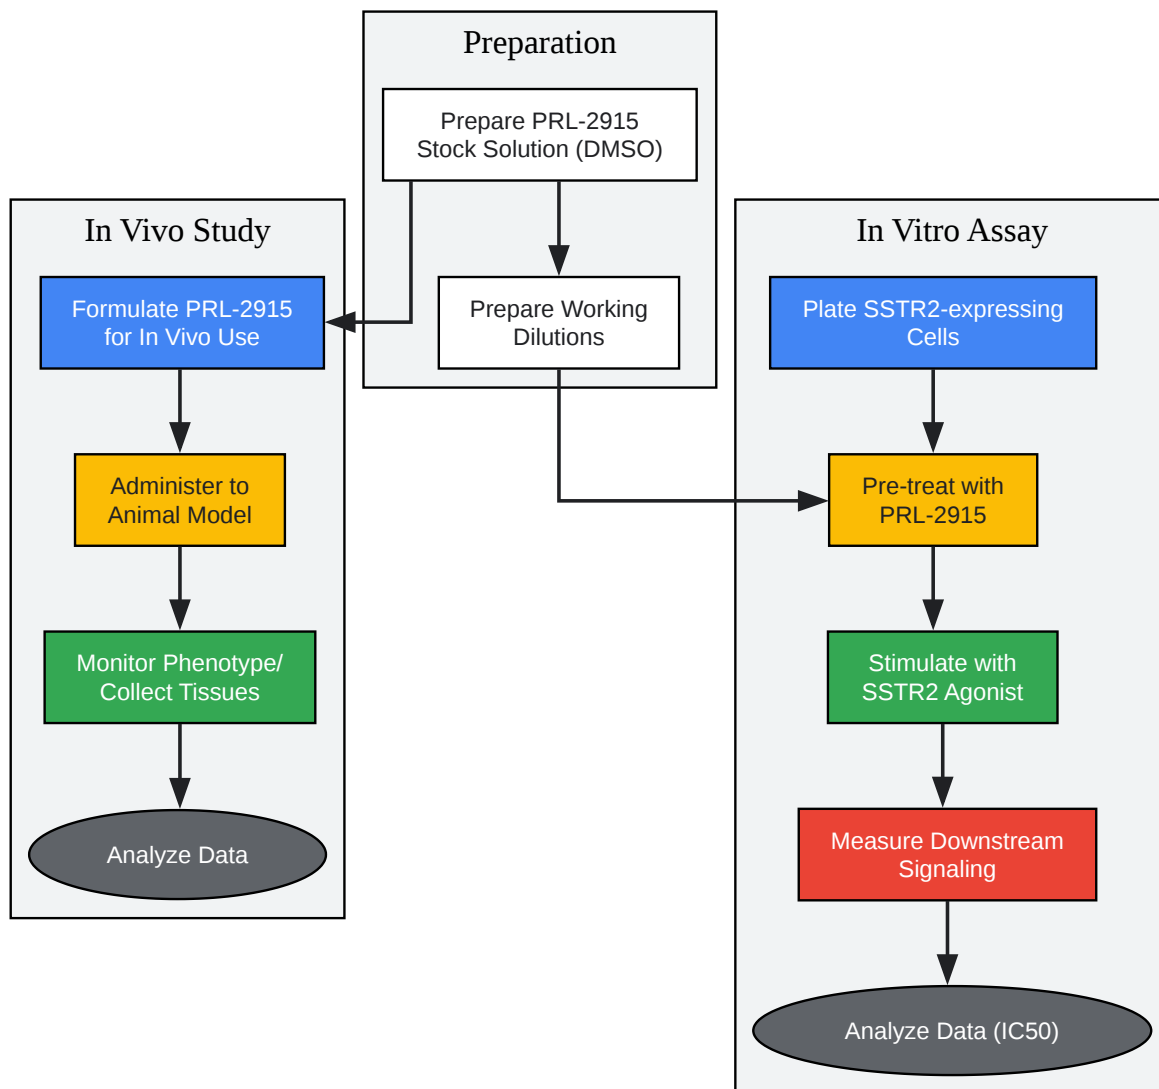 Preparation
Prepare PRL-2915
Stock Solution (DMSO)
Prepare Working
Dilutions
In Vivo Study
Formulate PRL-2915
for In Vivo Use
Administer to
Animal Model
Monitor Phenotype/
Collect Tissues
Analyze Data
In Vitro Assay
Plate SSTR2-expressing
Cells
Pre-treat with
PRL-2915
Stimulate with
SSTR2 Agonist
Measure Downstream
Signaling
Analyze Data (IC50)